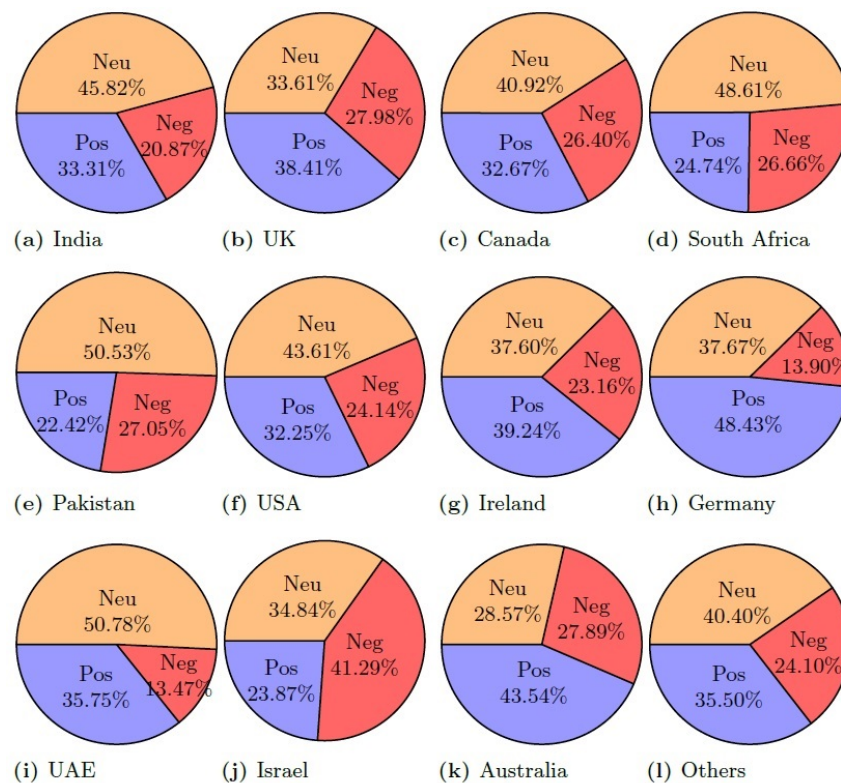 Neu
45.82%
Neg
20.87%
Pos
33.31%
(a) India
Neu
33.61%
Neg
27.98%
Pos
38.41%
(b) UK
Neu
40.92%
Neg
26.40%
Pos
32.67%
(c) Canada
Neu
48.61%
Neg
26.66%
Pos
24.74%
(d) South Africa
Neu
50.53%
Neg
27.05%
Pos
22.42%
(e) Pakistan
Neu
43.61%
Neg
24.14%
Pos
32.25%
(f) USA
Neu
37.60%
Neg
23.16%
Pos
39.24%
(g) Ireland
Neu
37.67%
Neg
13.90%
Pos
48.43%
(h) Germany
Neu
50.78%
Neg
13.47%
Pos
35.75%
(i) UAE
Neu
34.84%
Neg
41.29%
Pos
23.87%
(j) Israel
Neu
28.57%
Neg
27.89%
Pos
43.54%
(k) Australia
Neu
40.40%
Neg
24.10%
Pos
35.50%
(l) Others